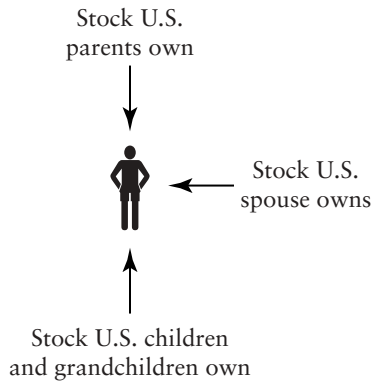 Stock U.S.
parents own
Stock U.S.
spouse owns
Stock U.S. children
and grandchildren own